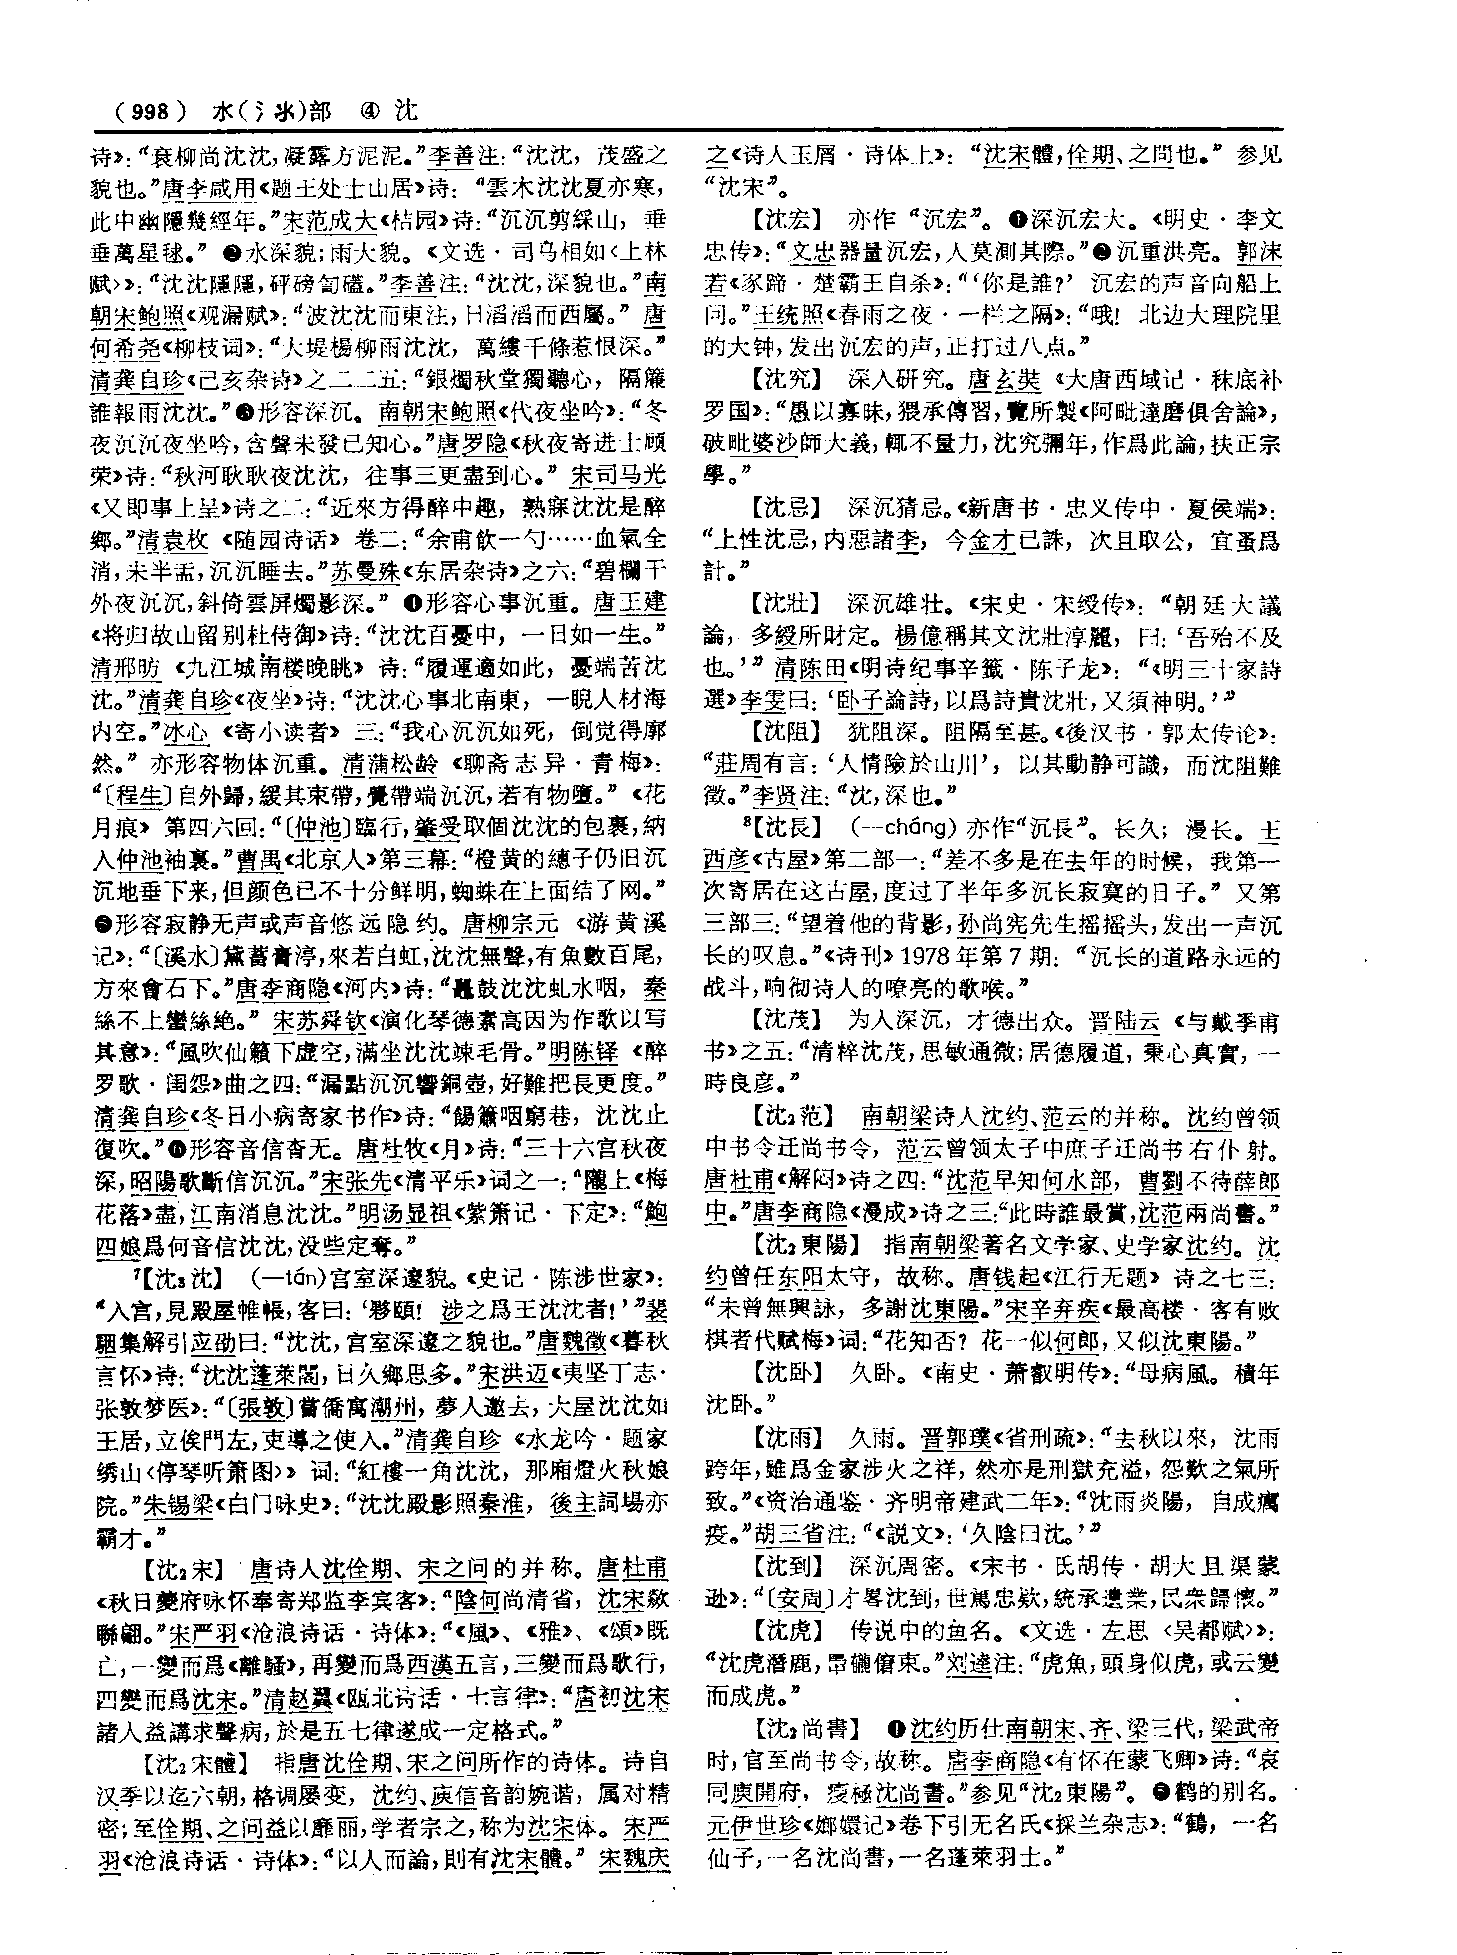 （998） 水(氵氺)部 ④ 沈
诗》：“衰柳尚沈沈，凝露方泥泥。”李善注：“沈沈，茂盛之
貌也。”唐李咸用《题王处士山居》诗：“雲木沈沈夏亦寒，
此中幽隱幾經年。”宋范成大《桔园》诗：“沉沉剪綵山，垂
垂萬星毬。” ❷水深貌；雨大貌。《文选·司马相如〈上林
赋〉》：“沈沈隱隱，砰磅訇礚。”李善注：“沈沈，深貌也。”南
朝宋鲍照《观漏赋》：“波沈沈而東注，日滔滔而西屬。” 唐
何希尧《柳枝词》：“大堤楊柳雨沈沈，萬縷千條惹恨深。”
清龚自珍《己亥杂诗》之二二五：“銀燭秋堂獨聽心，隔簾
誰報雨沈沈。”❸形容深沉。南朝宋鲍照《代夜坐吟》：“冬
夜沉沉夜坐吟，含聲未發已知心。”唐罗隐《秋夜寄进士顾
荣》诗：“秋河耿耿夜沈沈，往事三更盡到心。” 宋司马光
《又即事上呈》诗之二：“近來方得醉中趣，熟寐沈沈是醉
鄉。”清袁枚《随园诗话》卷二：“余甫飲一勺……血氣全
消，未半盂，沉沉睡去。”苏曼殊《东居杂诗》之六：“碧欄干
外夜沉沉，斜倚雲屏燭影深。” ❹形容心事沉重。唐王建
《将归故山留别杜侍御》诗：“沈沈百憂中，一日如一生。”
清邢昉《九江城南楼晚眺》诗：“履運適如此，憂端苦沈
沈。”清龚自珍《夜坐》诗：“沈沈心事北南東，一睨人材海
内空。”冰心《寄小读者》三：“我心沉沉如死，倒觉得廓
然。” 亦形容物体沉重。清蒲松龄《聊斋志异·青梅》：
“〔程生〕自外歸，緩其束帶，覺帶端沉沉，若有物墮。”《花
月痕》第四六回：“〔仲池〕臨行，肇受取個沈沈的包裹，納
入仲池袖裏。”曹禺《北京人》第三幕：“橙黄的繐子仍旧沉
沉地垂下来，但颜色已不十分鲜明，蜘蛛在上面结了网。”
❺形容寂静无声或声音悠远隐约。唐柳宗元《游黄溪
记》：“〔溪水〕黛蓄膏渟，來若白虹，沈沈無聲，有魚數百尾，
方來會石下。”唐李商隐《河内》诗：“鼉鼓沈沈虬水咽，秦
絲不上蠻絲絶。” 宋苏舜钦《演化琴德素高因为作歌以写
其意》：“風吹仙籟下虚空，滿坐沈沈竦毛骨。”明陈铎《醉
罗歌·闺怨》曲之四：“漏點沉沉響銅壺，好難把長更度。”
清龚自珍《冬日小病寄家书作》诗：“餳簫咽窮巷，沈沈止
復吹。”❻形容音信杳无。唐杜牧《月》诗：“三十六宫秋夜
深，昭陽歌斷信沉沉。”宋张先《清平乐》词之一：“隴上《梅
花落》盡，江南消息沈沈。”明汤显祖《紫箫记·下定》：“鮑
四娘爲何音信沈沈，没些定奪。”
⁷【沈₃沈】 （—tán）宫室深邃貌。《史记·陈涉世家》：
“入宫，見殿屋帷帳，客曰：‘夥頤！涉之爲王沈沈者！’”裴
駰集解引应劭曰：“沈沈，宫室深邃之貌也。”唐魏徵《暮秋
言怀》诗：“沈沈蓬萊閣，日久鄉思多。”宋洪迈《夷坚丁志·
张敦梦医》：“〔張敦〕嘗僑寓潮州，夢人邀去，大屋沈沈如
王居，立俟門左，吏導之使入。”清龚自珍《水龙吟·题家
绣山〈停琴听箫图〉》词：“紅樓一角沈沈，那廂燈火秋娘
院。”朱锡梁《白门咏史》：“沈沈殿影照秦淮，後主詞場亦
霸才。”
【沈₂宋】 唐诗人沈佺期、宋之问的并称。唐杜甫
《秋日夔府咏怀奉寄郑监李宾客》：“陰何尚清省，沈宋歘
聯翩。”宋严羽《沧浪诗话·诗体》：“《風》、《雅》、《頌》既
亡，一變而爲《離騷》，再變而爲西漢五言，三變而爲歌行，
四變而爲沈宋。”清赵翼《瓯北诗话·七言律》：“唐初沈宋
諸人益講求聲病，於是五七律遂成一定格式。”
【沈₂宋體】 指唐沈佺期、宋之问所作的诗体。诗自
汉季以迄六朝，格调屡变，沈约、庾信音韵婉谐，属对精
密；至佺期、之问益以靡丽，学者宗之，称为沈宋体。宋严
羽《沧浪诗话·诗体》：“以人而論，則有沈宋體。” 宋魏庆
之《诗人玉屑·诗体上》：“沈宋體，佺期、之問也。” 参见
“沈宋”。
【沈宏】 亦作“沉宏”。❶深沉宏大。《明史·李文
忠传》：“文忠器量沉宏，人莫測其際。”❷沉重洪亮。郭沫
若《豕蹄·楚霸王自杀》：“‘你是誰？’ 沉宏的声音向船上
问。”王统照《春雨之夜·一栏之隔》：“哦！北边大理院里
的大钟，发出沉宏的声，正打过八点。”
【沈究】 深入研究。唐玄奘《大唐西域记·秣底补
罗国》：“愚以寡昧，猥承傳習，覽所製《阿毗達磨俱舍論》，
破毗婆沙師大義，輒不量力，沈究彌年，作爲此論，扶正宗
學。”
【沈忌】 深沉猜忌。《新唐书·忠义传中·夏侯端》：
“上性沈忌，内惡諸李，今金才已誅，次且取公，宜蚤爲
計。”
【沈壯】 深沉雄壮。《宋史·宋绶传》：“朝廷大議
論，多綬所財定。楊億稱其文沈壯淳麗，曰：‘吾殆不及
也。’” 清陈田《明诗纪事辛籤·陈子龙》：“《明三十家詩
選》李雯曰：‘卧子論詩，以爲詩貴沈壯，又須神明。’”
【沈阻】 犹阻深。阻隔至甚。《後汉书·郭太传论》：
“莊周有言：‘人情險於山川’，以其動静可識，而沈阻難
徵。”李贤注：“沈，深也。”
⁸【沈長】 （—cháng）亦作“沉長”。长久；漫长。王
西彦《古屋》第二部一：“差不多是在去年的时候，我第一
次寄居在这古屋，度过了半年多沉长寂寞的日子。” 又第
三部三：“望着他的背影，孙尚宪先生摇摇头，发出一声沉
长的叹息。”《诗刊》1978年第7期：“沉长的道路永远的
战斗，响彻诗人的嘹亮的歌喉。”
【沈茂】 为人深沉，才德出众。晋陆云《与戴季甫
书》之五：“清粹沈茂，思敏通微；居德履道，秉心真實，一
時良彦。”
【沈₂范】 南朝梁诗人沈约、范云的并称。沈约曾领
中书令迁尚书令，范云曾领太子中庶子迁尚书右仆射。
唐杜甫《解闷》诗之四：“沈范早知何水部，曹劉不待薛郎
中。”唐李商隐《漫成》诗之三：“此時誰最賞，沈范兩尚書。”
【沈₂東陽】 指南朝梁著名文学家、史学家沈约。沈
约曾任东阳太守，故称。唐钱起《江行无题》诗之七三：
“未曾無興詠，多謝沈東陽。”宋辛弃疾《最高楼·客有败
棋者代赋梅》词：“花知否？花一似何郎，又似沈東陽。”
【沈卧】 久卧。《南史·萧叡明传》：“母病風。積年
沈卧。”
【沈雨】 久雨。晋郭璞《省刑疏》：“去秋以來，沈雨
跨年，雖爲金家涉火之祥，然亦是刑獄充溢，怨歎之氣所
致。”《资治通鉴·齐明帝建武二年》：“沈雨炎陽，自成癘
疫。”胡三省注：“《説文》：‘久陰曰沈。’”
【沈到】 深沉周密。《宋书·氐胡传·胡大且渠蒙
逊》：“〔安周〕才畧沈到，世篤忠欵，統承遺業，民衆歸懷。”
【沈虎】 传说中的鱼名。《文选·左思〈吴都赋〉》：
“沈虎潛鹿，馽䪊僒束。”刘逵注：“虎魚，頭身似虎，或云變
而成虎。”
【沈₂尚書】 ❶沈约历仕南朝宋、齐、梁三代，梁武帝
时，官至尚书令，故称。唐李商隐《有怀在蒙飞卿》诗：“哀
同庾開府，瘦極沈尚書。”参见“沈₂東陽”。❷鹤的别名。
元伊世珍《嫏嬛记》卷下引无名氏《採兰杂志》：“鶴，一名
仙子，一名沈尚書，一名蓬萊羽士。”